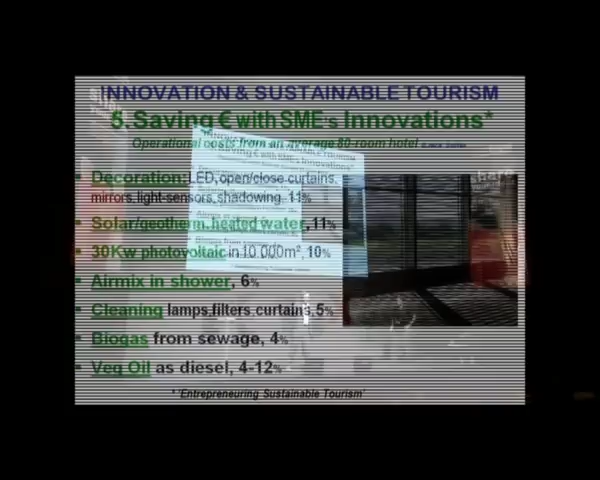 INNOVATION & SUSTAINABLE TOURISM
5. Saving € with SME's Innovations*
Operational costs from an average 80-room hotel
Decoration: LED, open/close curtains,
mirrors, light-sensors, shadowing. 11%
Solar/geotherm. heated water, 11%
30Kw photovoltaic in 10.000m², 10%
Airmix in shower, 6%
Cleaning lamps, filters, curtains, 5%
Biogas from sewage, 4%
Veg Oil as diesel, 4-12%
* 'Entrepreneuring Sustainable Tourism'